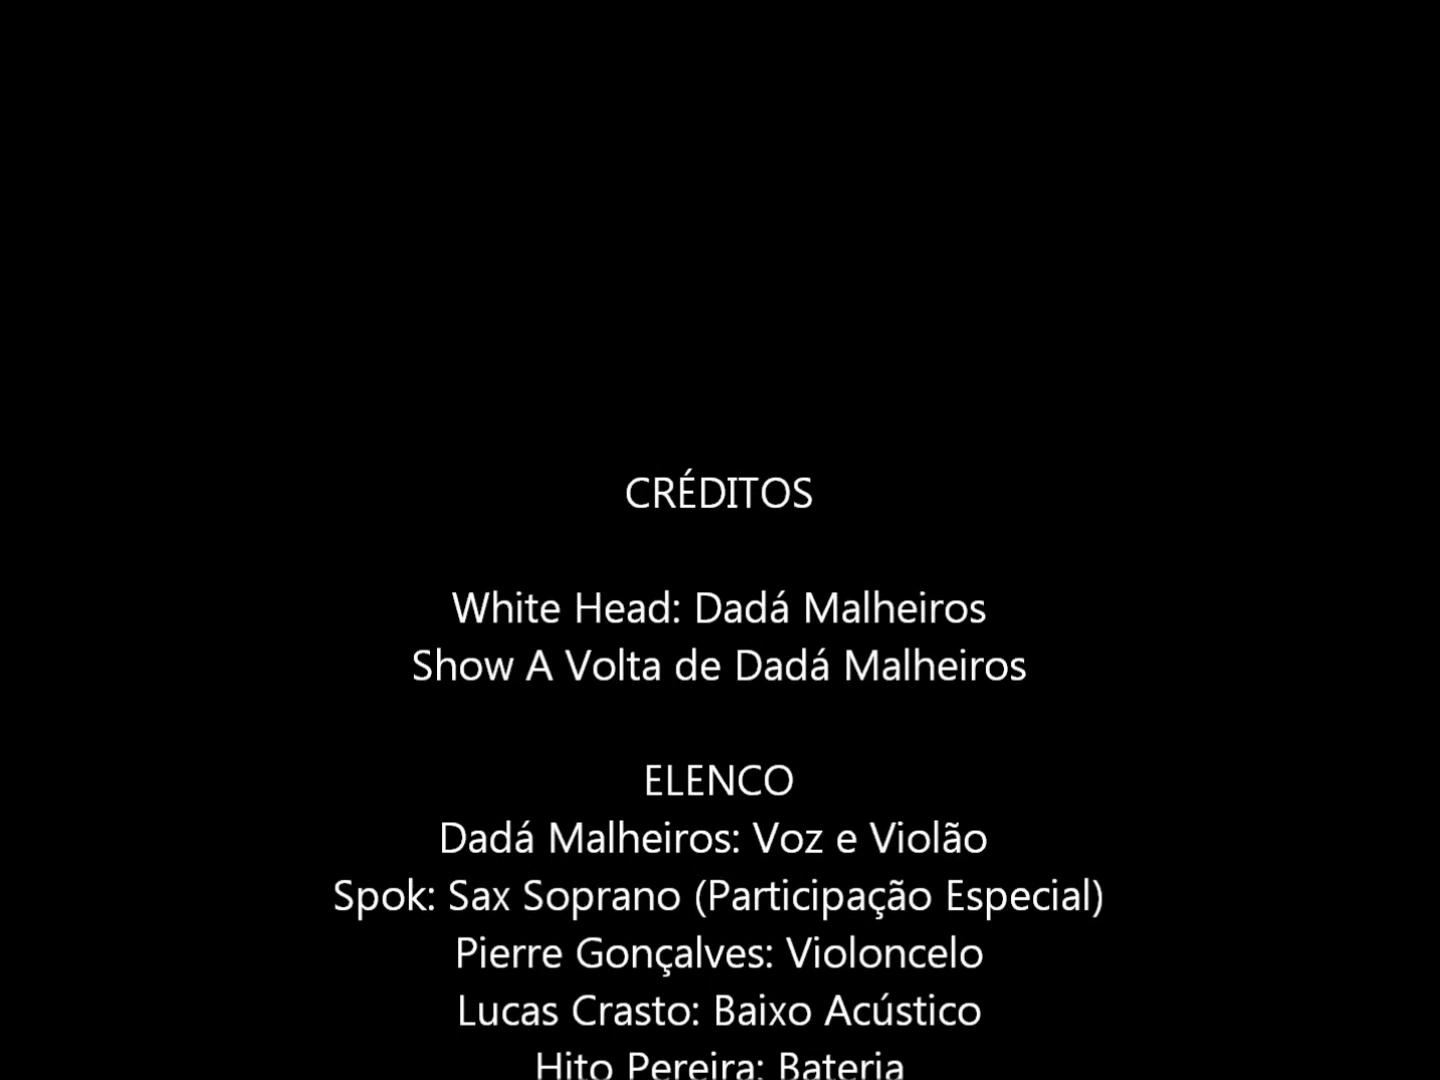 CRÉDITOS
White Head: Dadá Malheiros
Show A Volta de Dadá Malheiros
ELENCO
Dadá Malheiros: Voz e Violão
Spok: Sax Soprano (Participação Especial)
Pierre Gonçalves: Violoncelo
Lucas Crasto: Baixo Acústico
Hito Pereira: Bateria